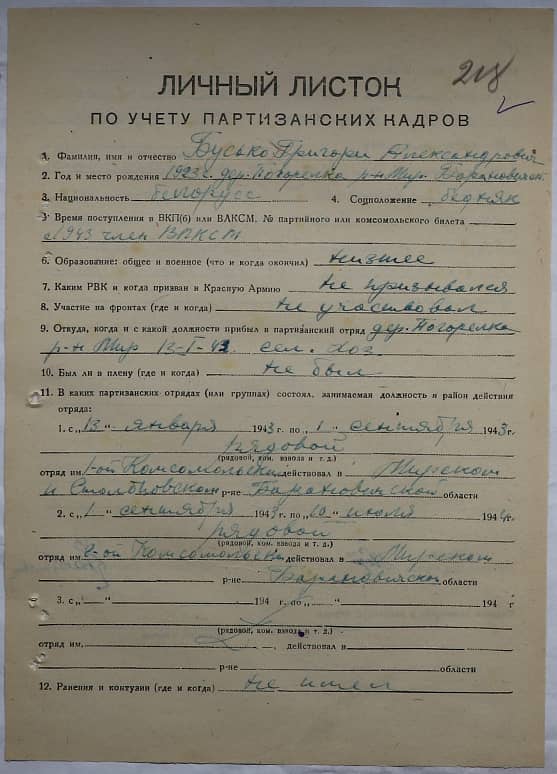 218
ЛИЧНЫЙ ЛИСТОК
ПО УЧЕТУ ПАРТИЗАНСКИХ КАДРОВ
1. Фамилия, имя и отчество Бусько Григори Александрович
2. Год и место рождения 1923 г. дер. Погорелка р-н Мир.
3. Национальность белорусс 4. Соцположение бедняк
5. Время поступления в ВКП(б) или ВЛКСМ, № партийного или комсомольского билета
с 1943 член ВЛКСМ
6. Образование: общее и военное (что и когда окончил) низшее
7. Каким РВК и когда призван в Красную Армию не призывался
8. Участие на фронтах (где и когда) не участвовал
9. Откуда, когда и с какой должности прибыл в партизанский отряд дер. Погорелка
р-н Мир 13-I-43 сел. хоз.
10. Был ли в плену (где и когда) не был
11. В каких партизанских отрядах (или группах) состоял, занимаемая должность и район действия
отряда:
1. с „13" января 1943 г. по „1" сентября 1943 г.
рядовой
(рядовой, ком. взвода и т. д.)
отряд им. 1-ой Комсомольский действовал в Мирском
и Столбцовском р-не Барановичской области
2. с „1" сентября 1943 г. по „10" июля 1944 г.
рядовой
(рядовой, ком. взвода и т. д.)
отряд им. Комсомольский действовал в Мирском
р-не Барановичской области
3. с „ " 194 г. по „ " 194 г
(рядовой, ком. взвода и т. д.)
отряд им. , действовал в
р-не области
12. Ранения и контузии (где и когда) не имел